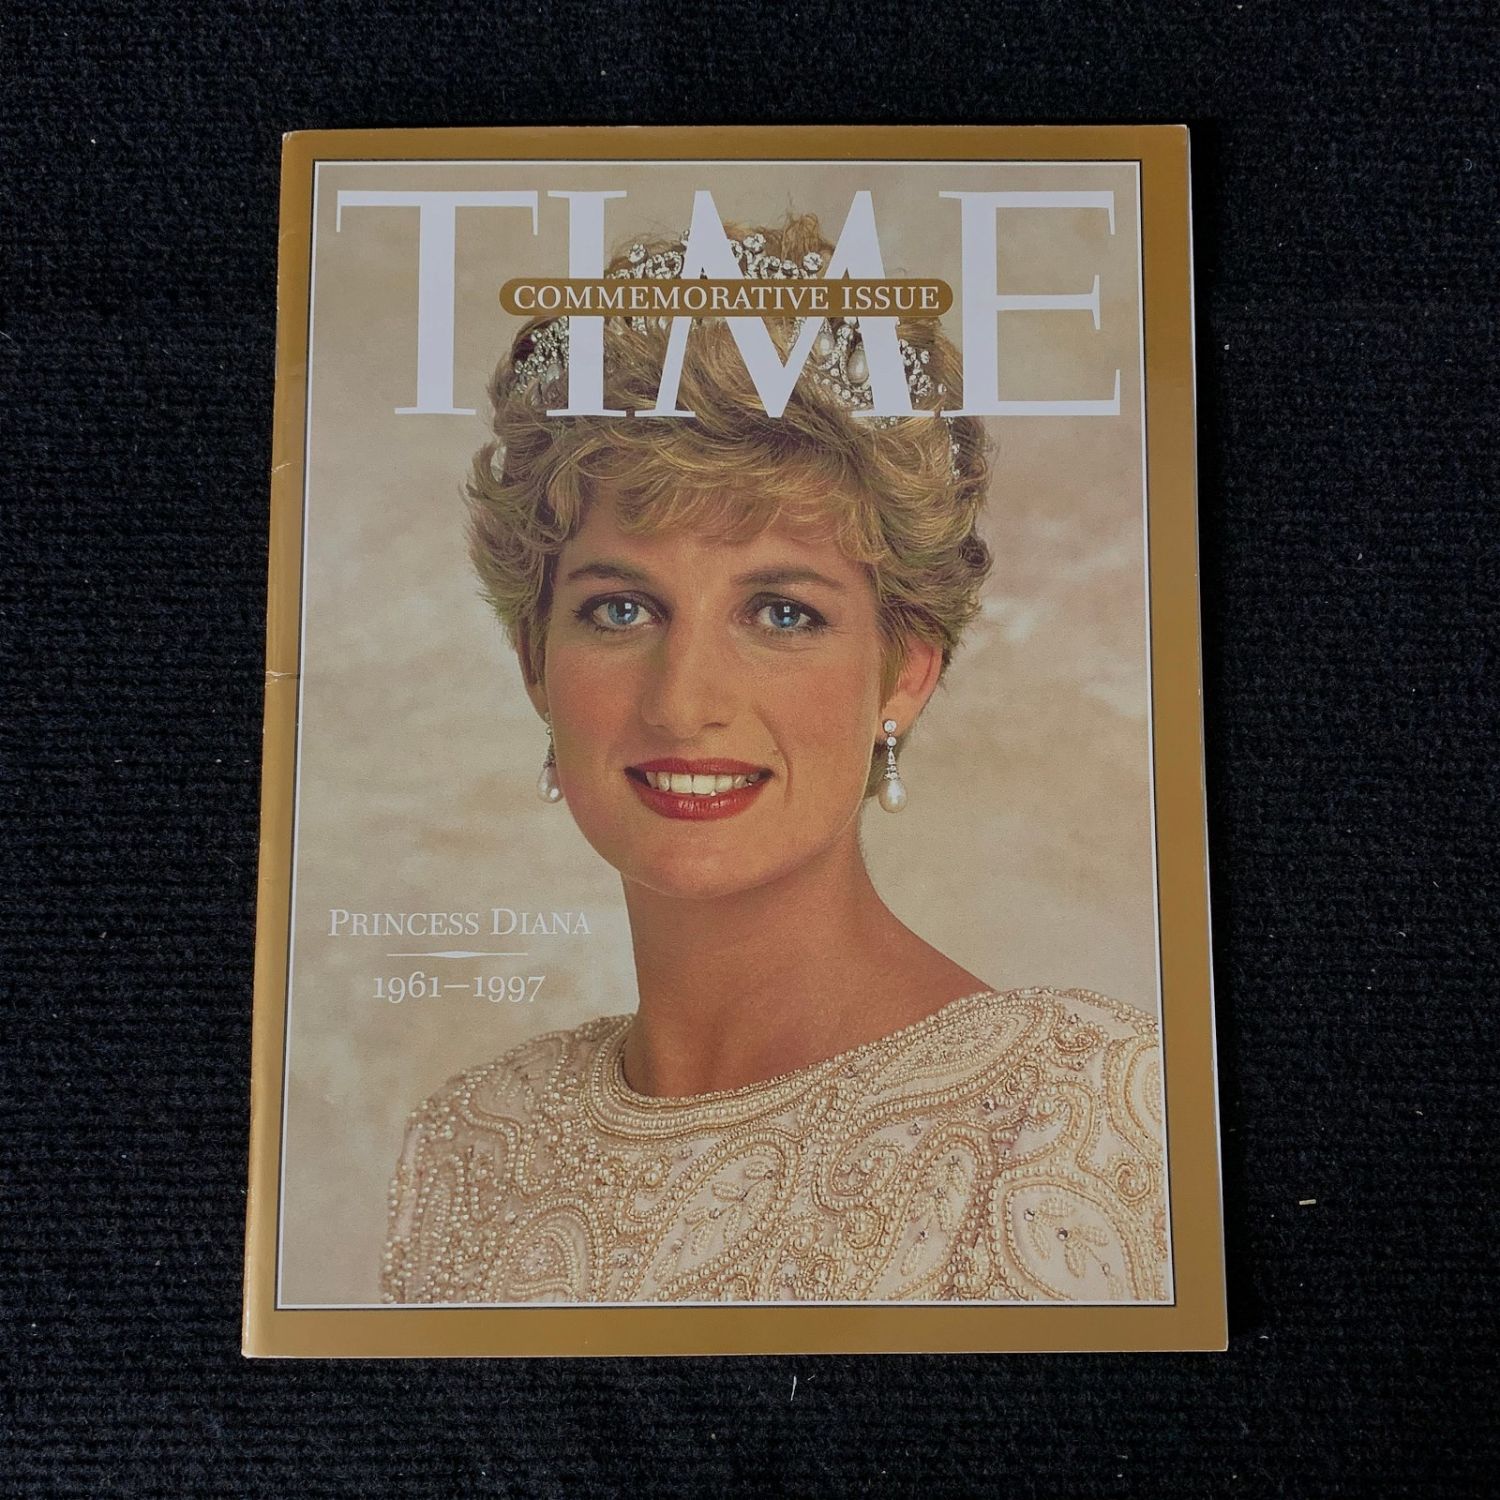 TIME
COMMEMORATIVE ISSUE
PRINCESS DIANA
1961–1997